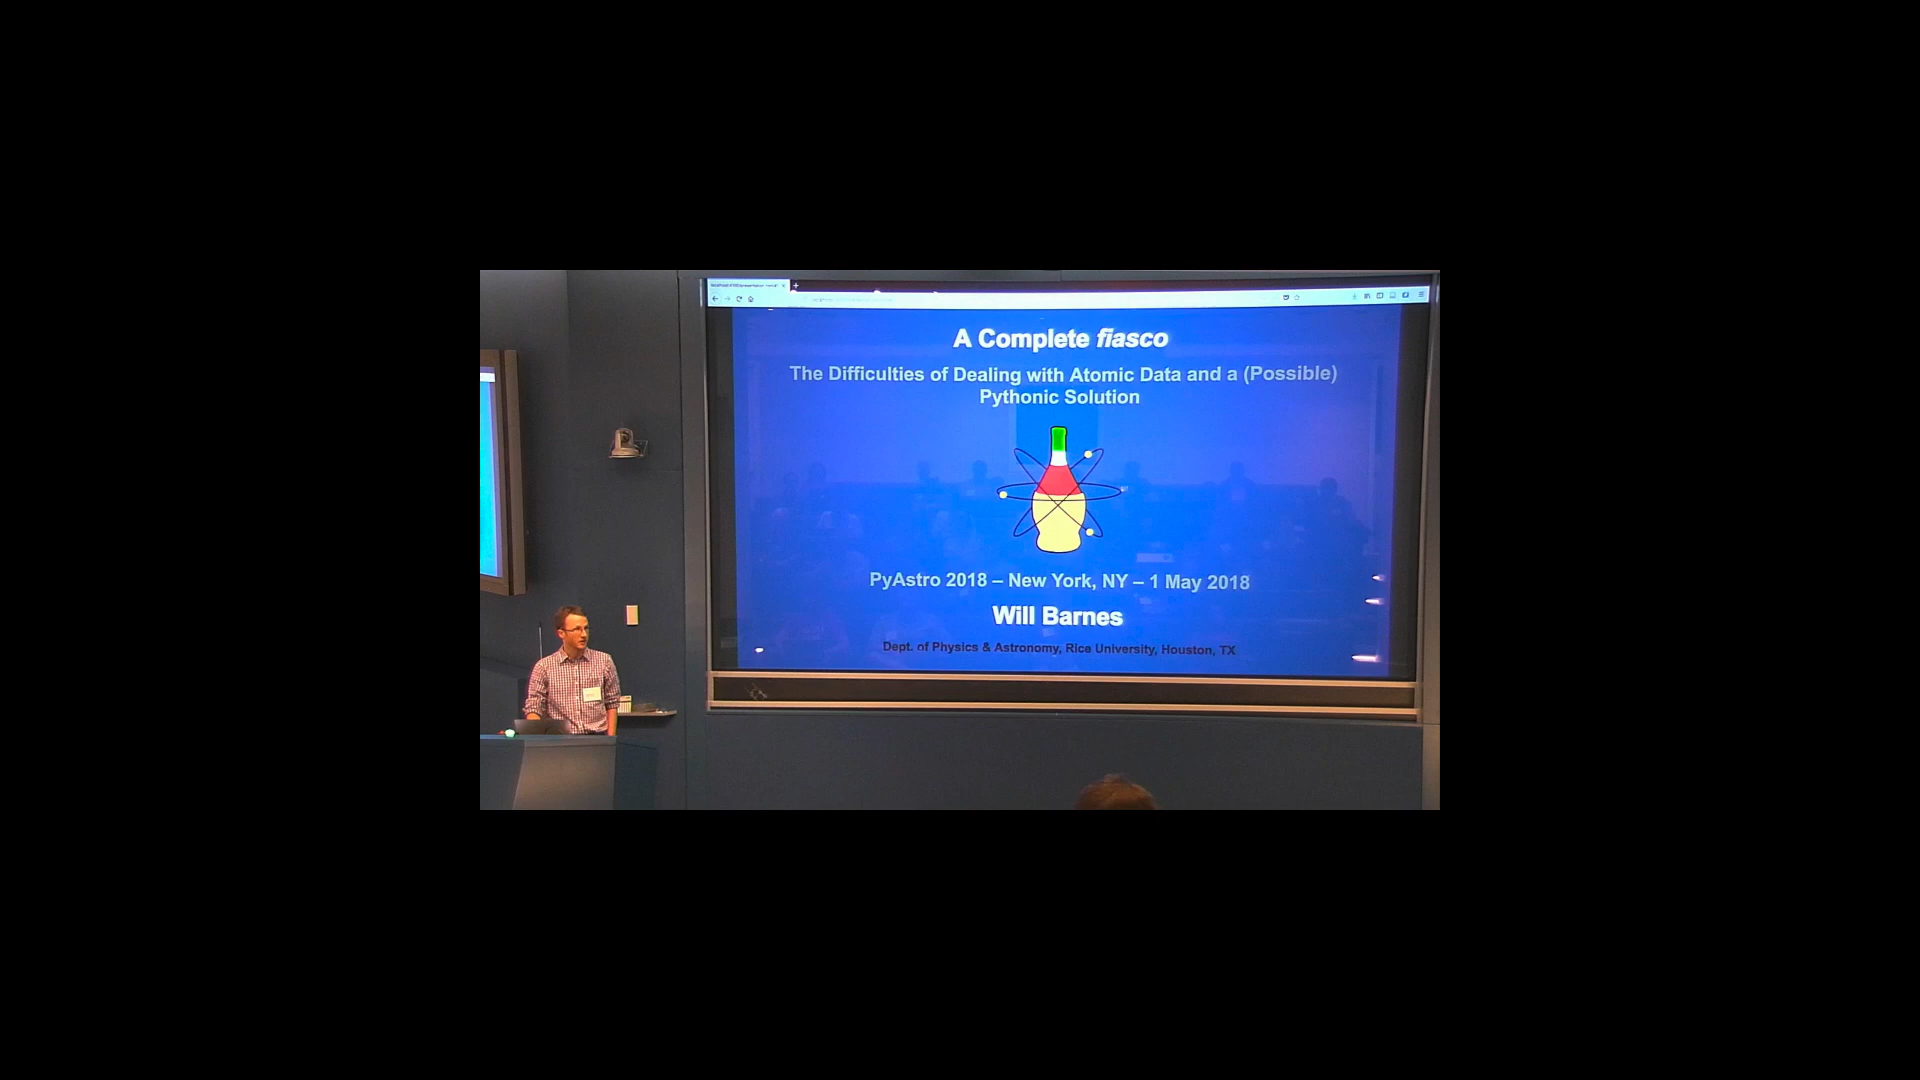 A Complete fiasco
The Difficulties of Dealing with Atomic Data and a (Possible)
Pythonic Solution
PyAstro 2018 – New York, NY – 1 May 2018
Will Barnes
Dept. of Physics & Astronomy, Rice University, Houston, TX